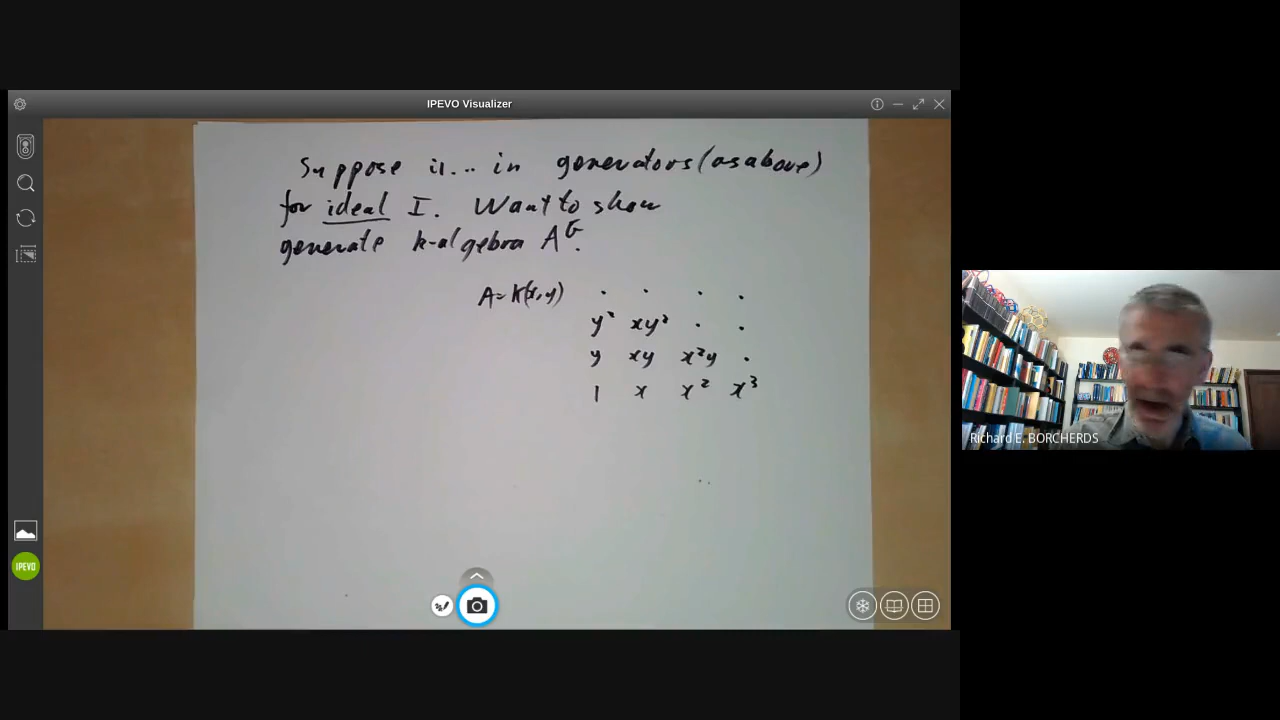 IPEVO Visualizer
Suppose i1... in generators (as above)
for ideal I. Want to show
generate k-algebra A^G.
A = K(x, y) . . . .
y² xy² . .
y xy x²y .
1 x x² x³
Richard E. BORCHERDS
IPEVO